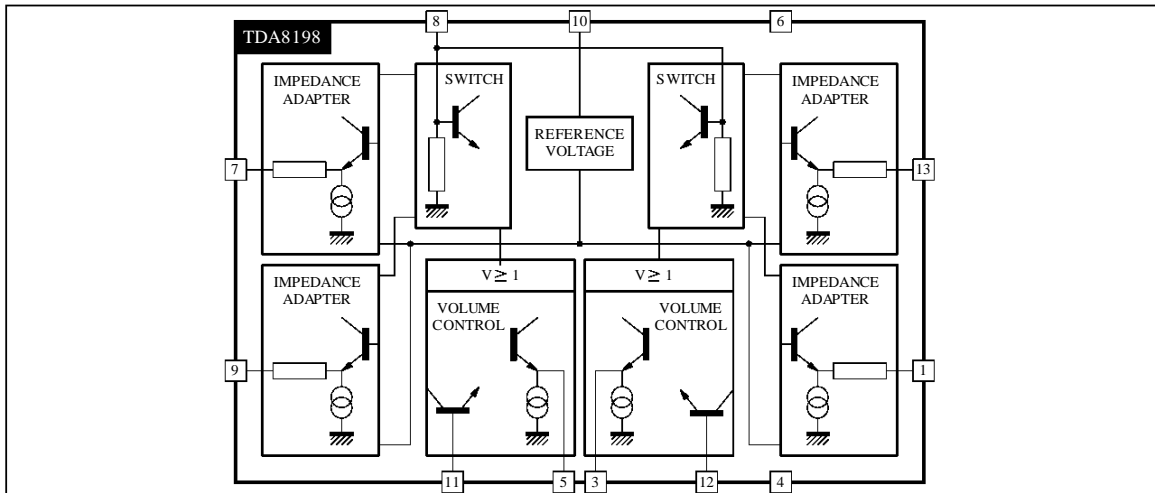 8
10
6
TDA8198
IMPEDANCE
ADAPTER
SWITCH
SWITCH
IMPEDANCE
ADAPTER
REFERENCE
VOLTAGE
7
13
IMPEDANCE
ADAPTER
V ≧ 1
V ≧ 1
IMPEDANCE
ADAPTER
VOLUME
CONTROL
VOLUME
CONTROL
9
1
11
5
3
12
4